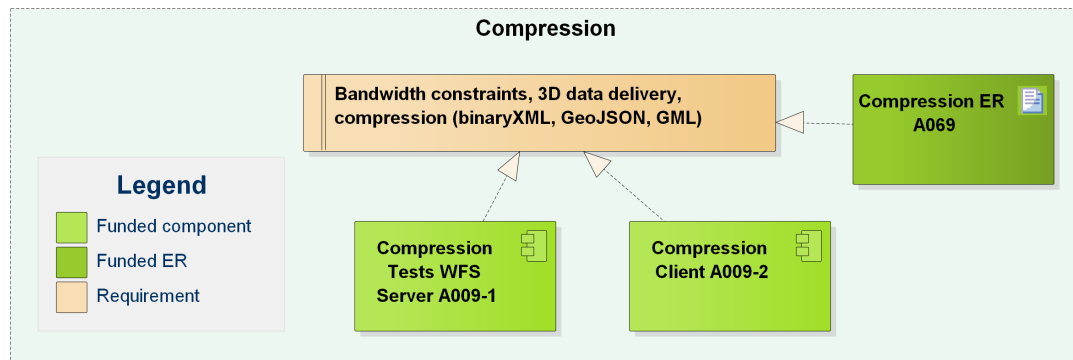 Compression
Bandwidth constraints, 3D data delivery,
compression (binaryXML, GeoJSON, GML)
Compression ER
A069
Legend
Funded component
Funded ER
Requirement
Compression
Tests WFS
Server A009-1
Compression
Client A009-2